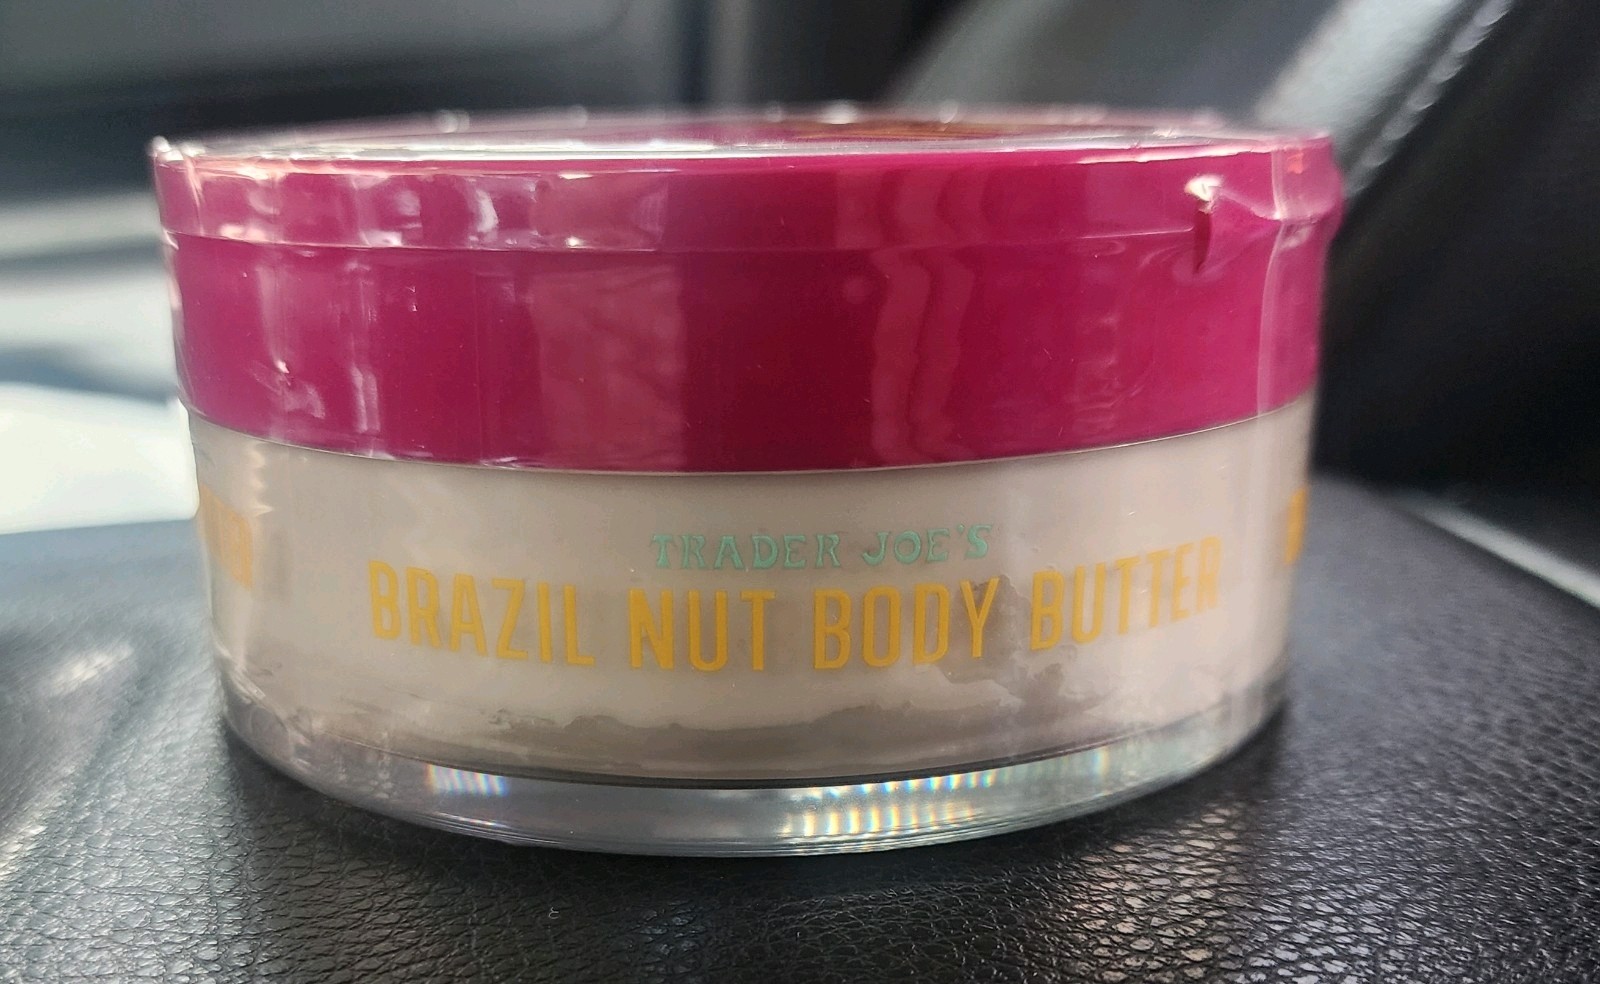 TRADER JOE'S
BRAZIL NUT BODY BUTTER